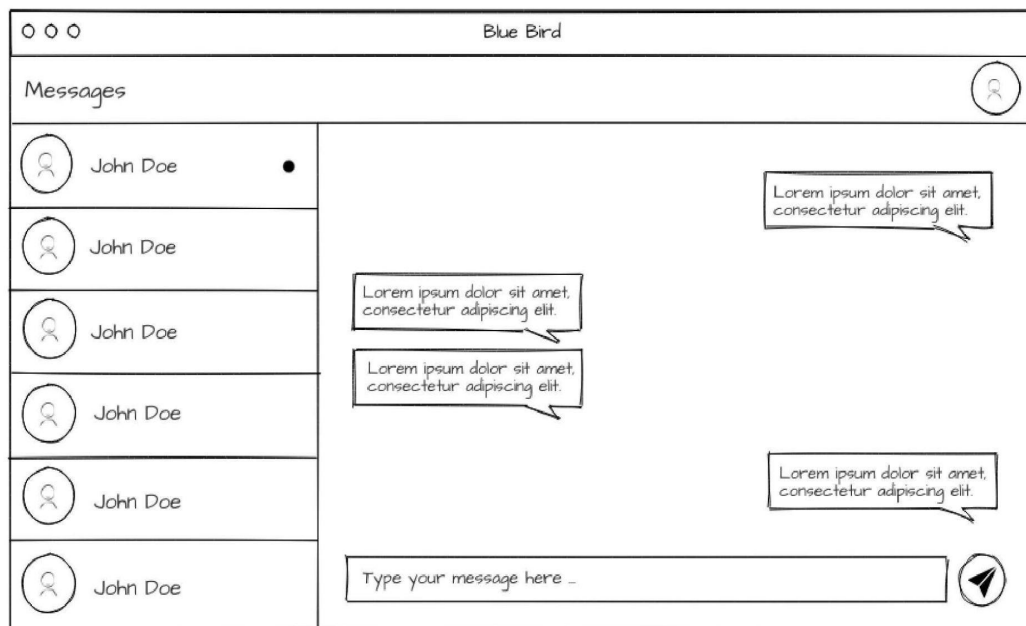 Blue Bird
Messages
John Doe
John Doe
John Doe
John Doe
John Doe
John Doe
Lorem ipsum dolor sit amet,
consectetur adipiscing elit.
Lorem ipsum dolor sit amet,
consectetur adipiscing elit.
Lorem ipsum dolor sit amet,
consectetur adipiscing elit.
Lorem ipsum dolor sit amet,
consectetur adipiscing elit.
Type your message here ...